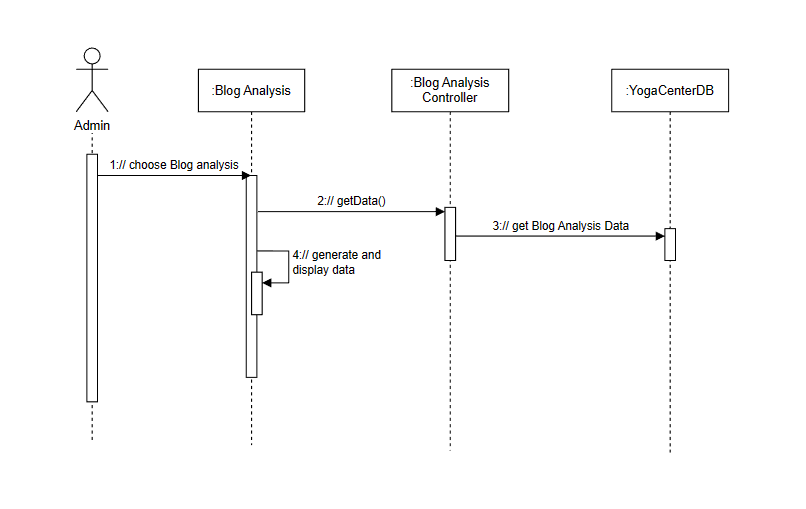 :Blog Analysis
:Blog Analysis
Controller
:YogaCenterDB
Admin
1:// choose Blog analysis
2:// getData()
3:// get Blog Analysis Data
4:// generate and
display data